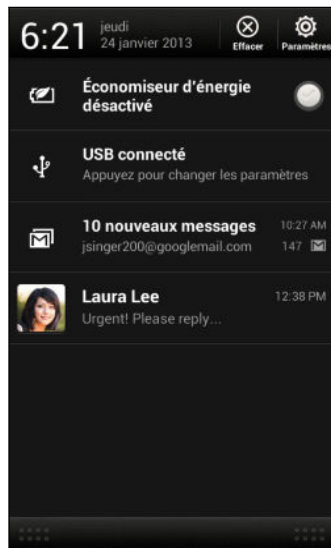 6:21
jeudi
24 janvier 2013
Effacer
Paramètres
Économiseur d'énergie
désactivé
USB connecté
Appuyez pour changer les paramètres
10 nouveaux messages
10:27 AM
jsinger200@googlemail.com
147
Laura Lee
12:38 PM
Urgent! Please reply...